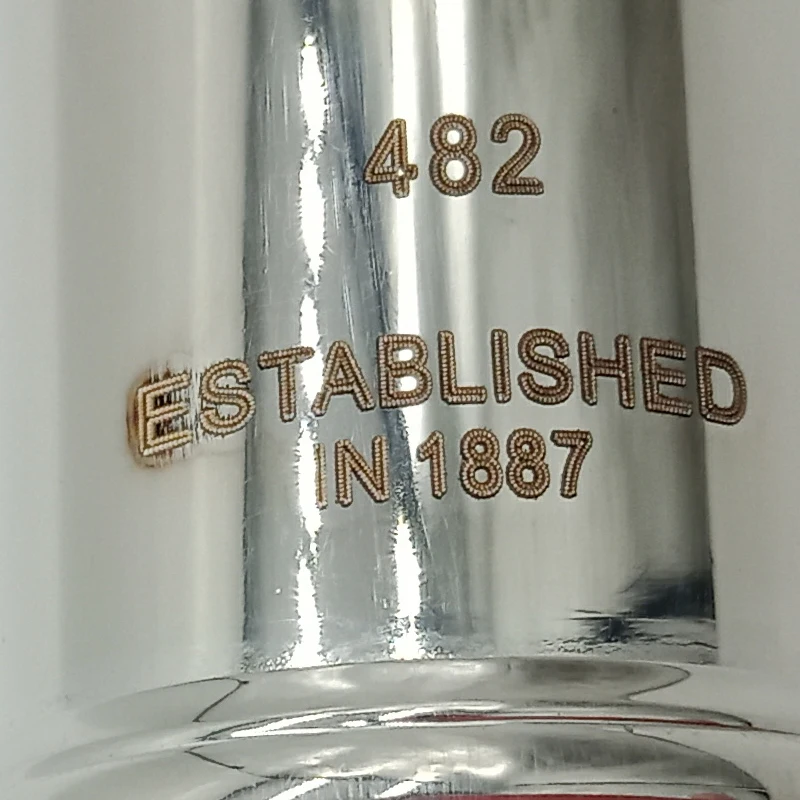 482
ESTABLISHED
IN 1887